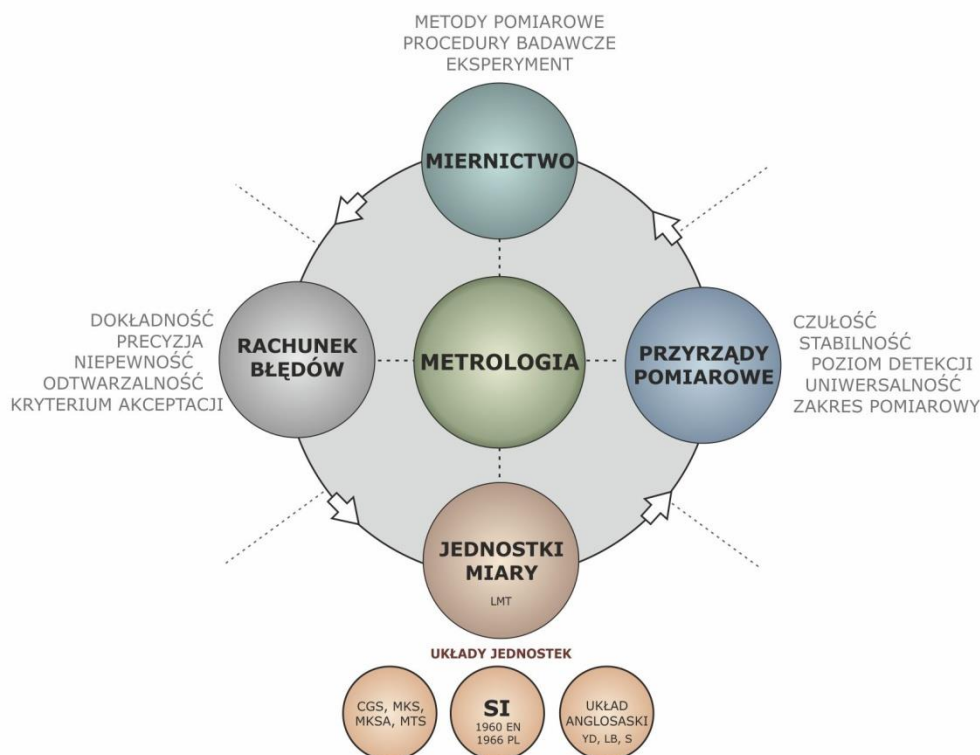 METODY POMIAROWE
PROCEDURY BADAWCZE
EKSPERYMENT
MIERNICTWO
DOKŁADNOŚĆ
PRECYZJA
NIEPEWNOŚĆ
ODTWARZALNOŚĆ
KRYTERIUM AKCEPTACJI
RACHUNEK
BŁĘDÓW
METROLOGIA
PRZYRZĄDY
POMIAROWE
CZUŁOŚĆ
STABILNOŚĆ
POZIOM DETEKCJI
UNIWERSALNOŚĆ
ZAKRES POMIAROWY
JEDNOSTKI
MIARY
LMT
UKŁADY JEDNOSTEK
CGS, MKS,
MKSA, MTS
SI
1960 EN
1966 PL
UKŁAD
ANGLOSASKI
YD, LB, S